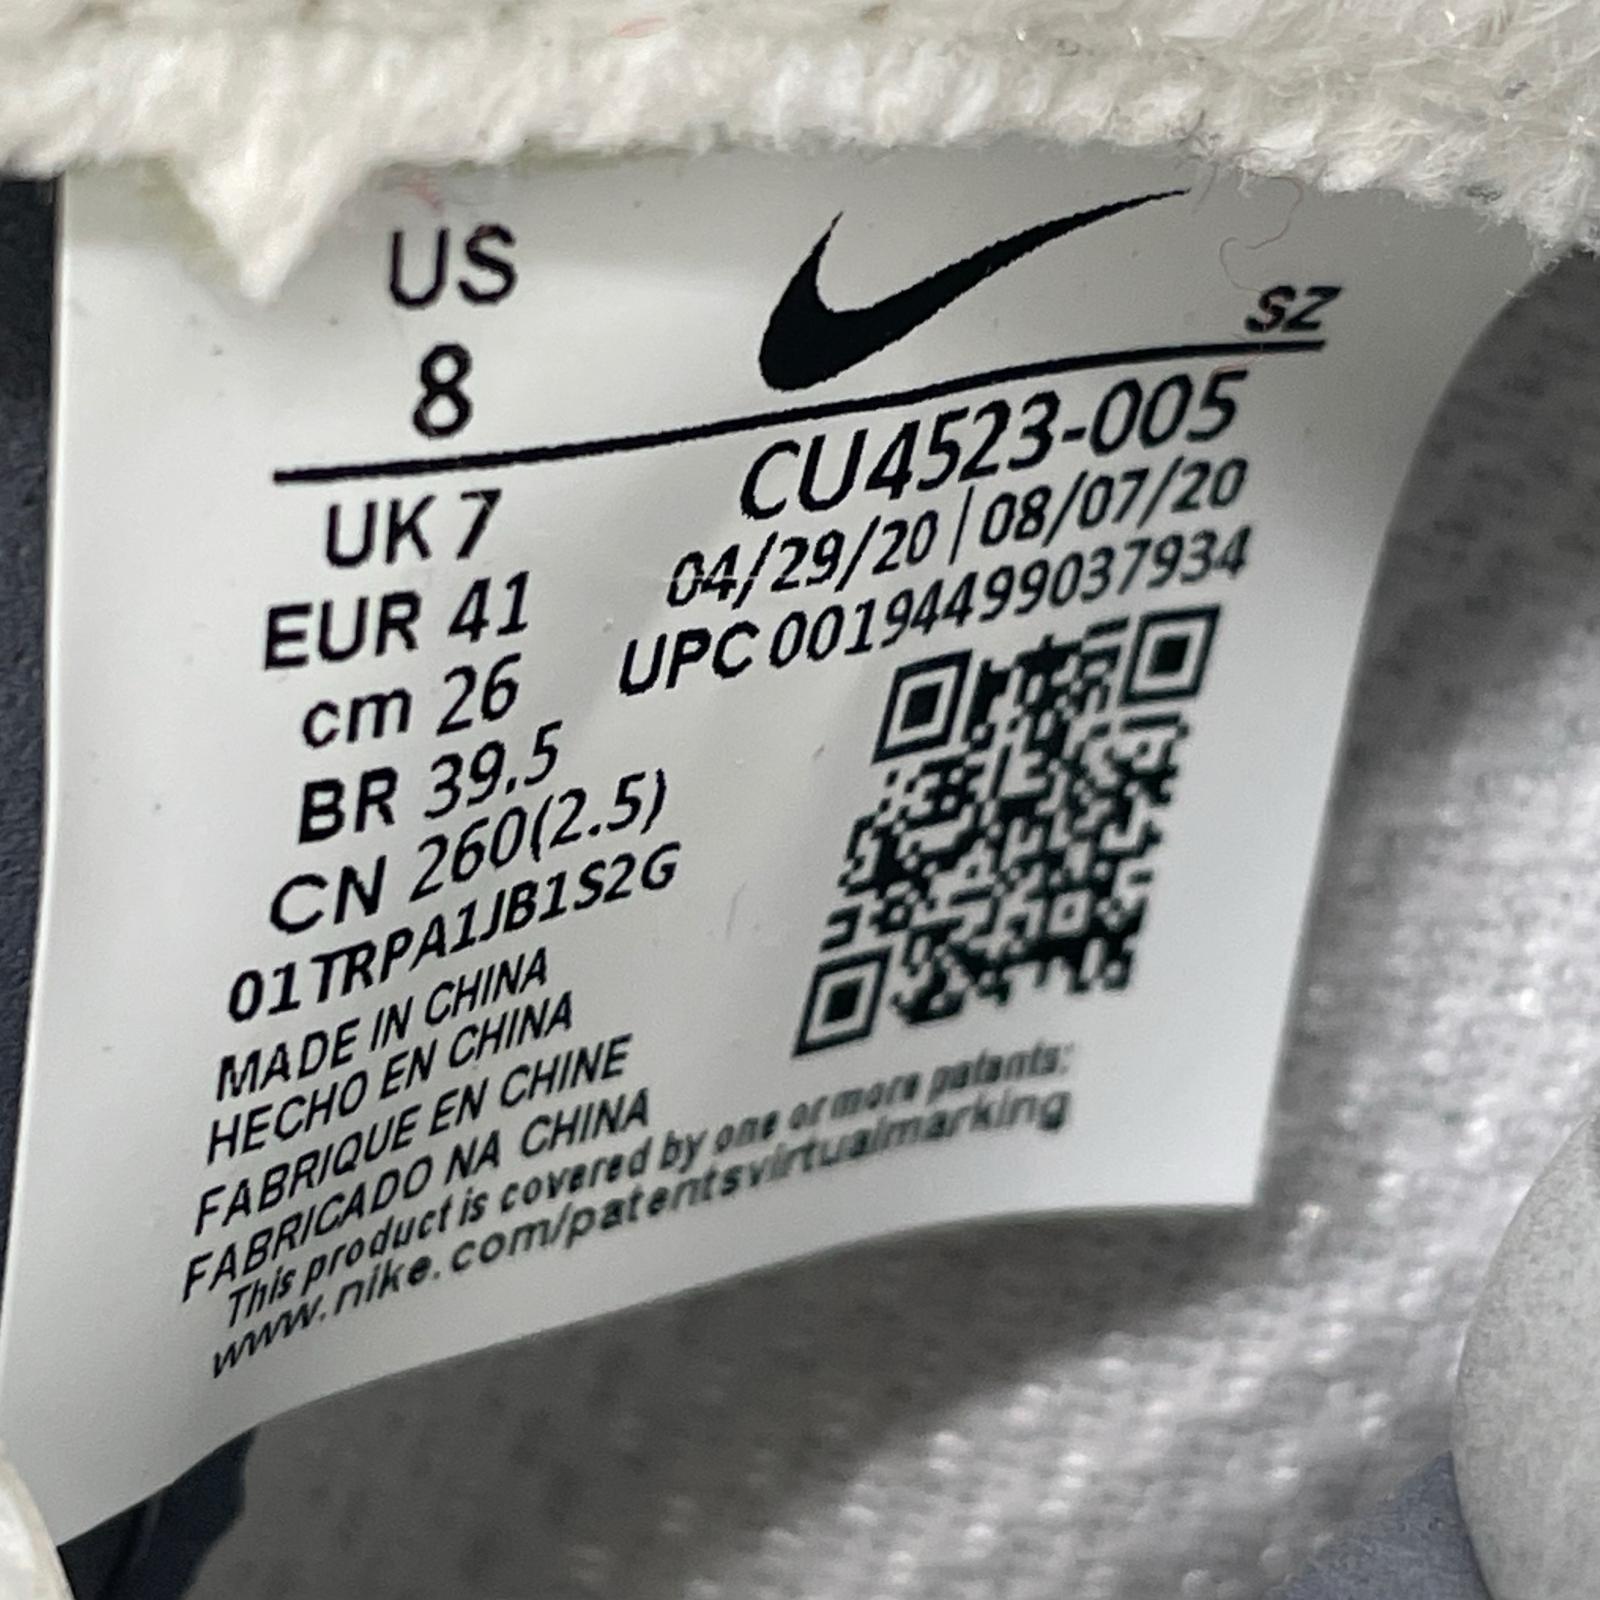 US
8
SZ
UK 7
EUR 41
cm 26
BR 39.5
CN 260(2.5)
01TRPA1JB1S2G
CU4523-005
04/29/20 | 08/07/20
UPC 00194499037934
MADE IN CHINA
HECHO EN CHINA
FABRIQUE EN CHINE
FABRICADO NA CHINA
This product is covered by one or more patents:
www.nike.com/patentsvirtualmarking